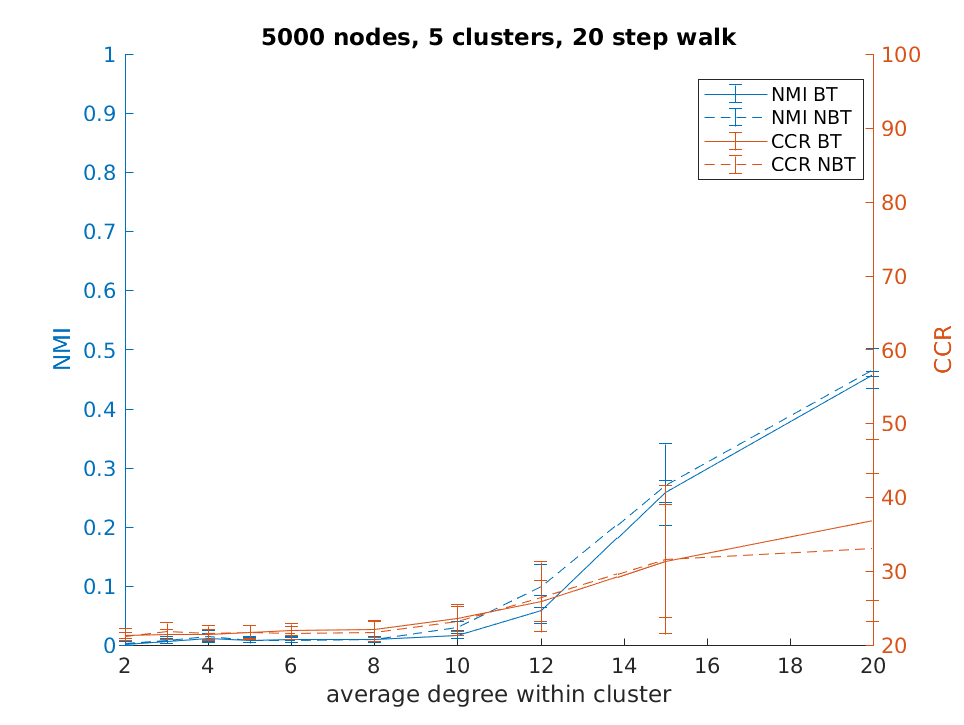 5000 nodes, 5 clusters, 20 step walk
NMI BT
NMI NBT
CCR BT
CCR NBT
NMI
1
0.9
0.8
0.7
0.6
0.5
0.4
0.3
0.2
0.1
0
CCR
100
90
80
70
60
50
40
30
20
2 4 6 8 10 12 14 16 18 20
average degree within cluster